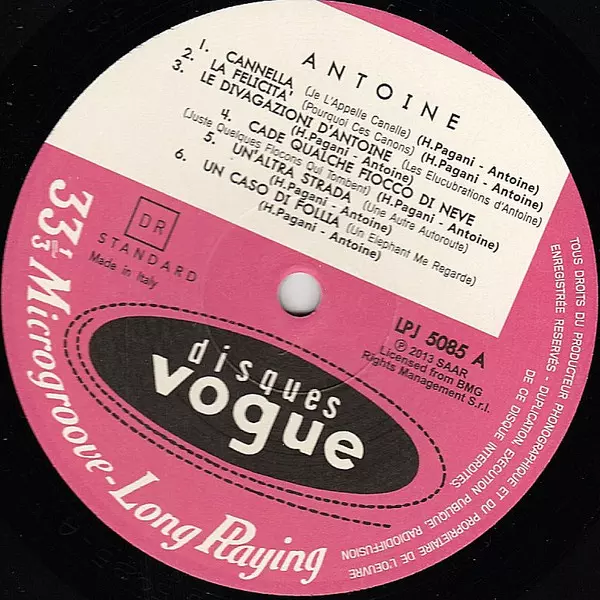 ANTOINE
1. CANNELLA (Je L'Appelle Canelle) (H.Pagani - Antoine)
2. LA FELICITA' (Pourquoi Ces Canons) (H.Pagani - Antoine)
3. LE DIVAGAZIONI D'ANTOINE (Les Elucubrations d'Antoine)
(H.Pagani - Antoine)
4. CADE QUALCHE FIOCCO DI NEVE
(Juste Quelques Flocons Qui Tombent) (H.Pagani - Antoine)
5. UN'ALTRA STRADA (Une Autre Autoroute)
(H.Pagani - Antoine)
6. UN CASO DI FOLLIA (Un Eléphant Me Regarde)
(H.Pagani - Antoine)
DR
STANDARD
Made in Italy
LPJ 5085 A
℗ 2013 SAAR
Licensed from BMG
Rights Management S.r.l.
disques
vogue
33⅓ Microgroove - Long Playing
TOUS DROITS DU PRODUCTEUR PHONOGRAPHIQUE ET DU PROPRIETAIRE DE L'OEUVRE
ENREGISTRÉE RESERVÉS - DUPLICATION, EXECUTION PUBLIQUE, RADIODIFFUSION
DE CE DISQUE INTERDITES.